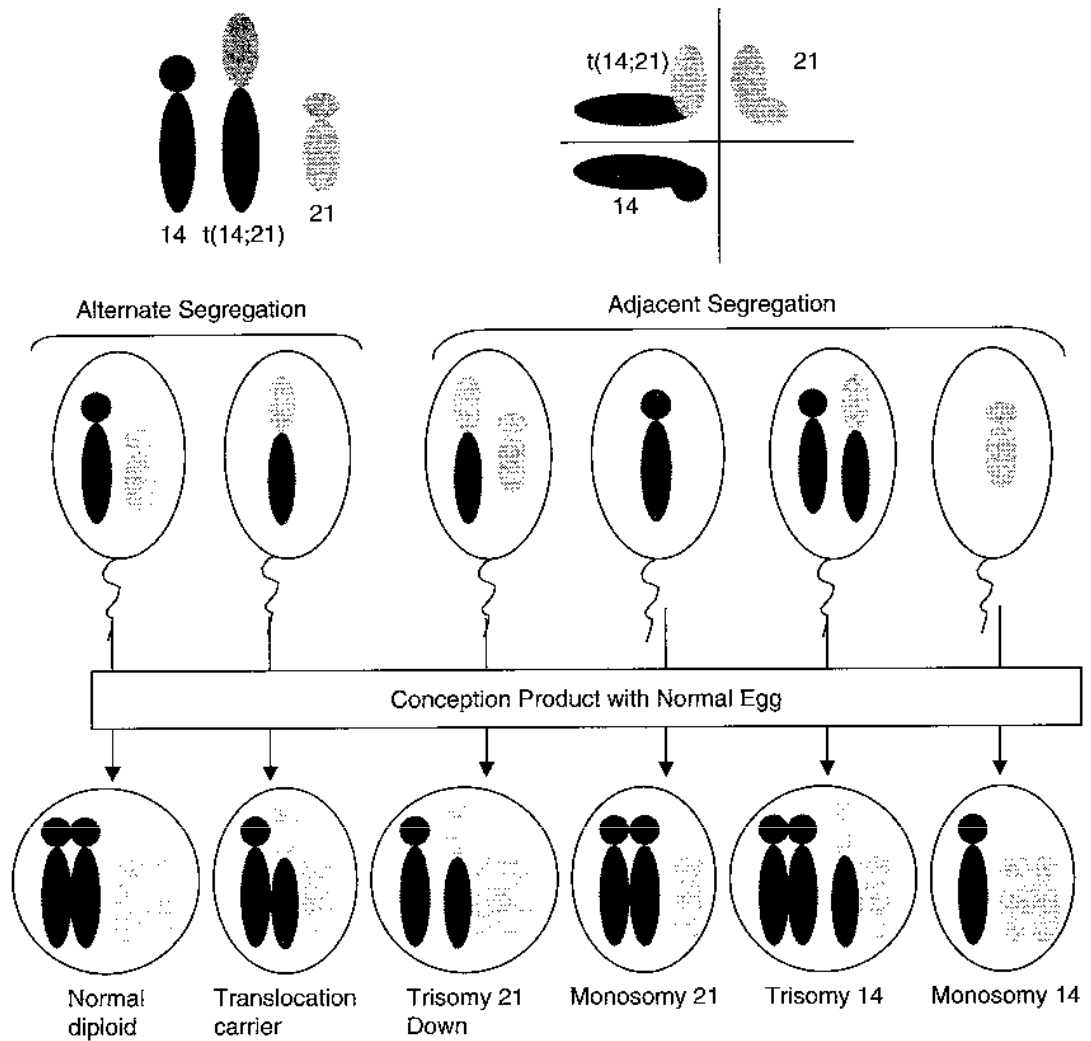 t(14;21)
21
14
21
14 t(14;21)
Alternate Segregation
Adjacent Segregation
Conception Product with Normal Egg
Normal
diploid
Translocation
carrier
Trisomy 21
Down
Monosomy 21
Trisomy 14
Monosomy 14